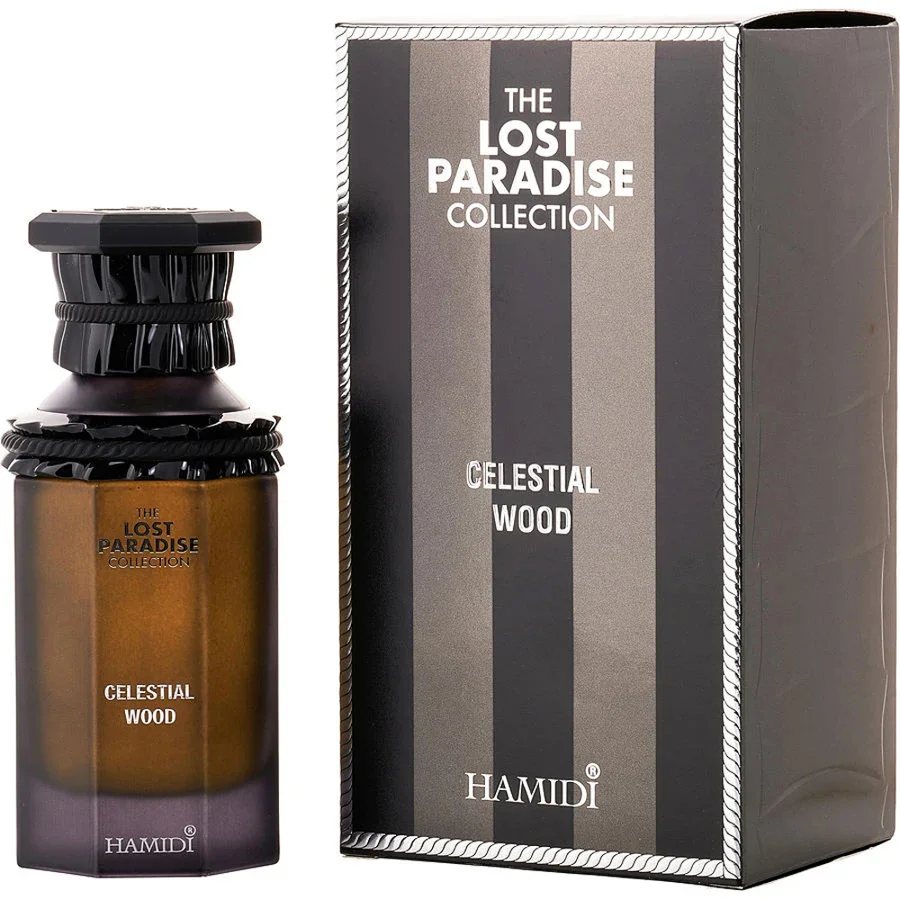 THE
LOST
PARADISE
COLLECTION
CELESTIAL
WOOD
HAMIDI®
THE
LOST
PARADISE
COLLECTION
CELESTIAL
WOOD
HAMIDI®